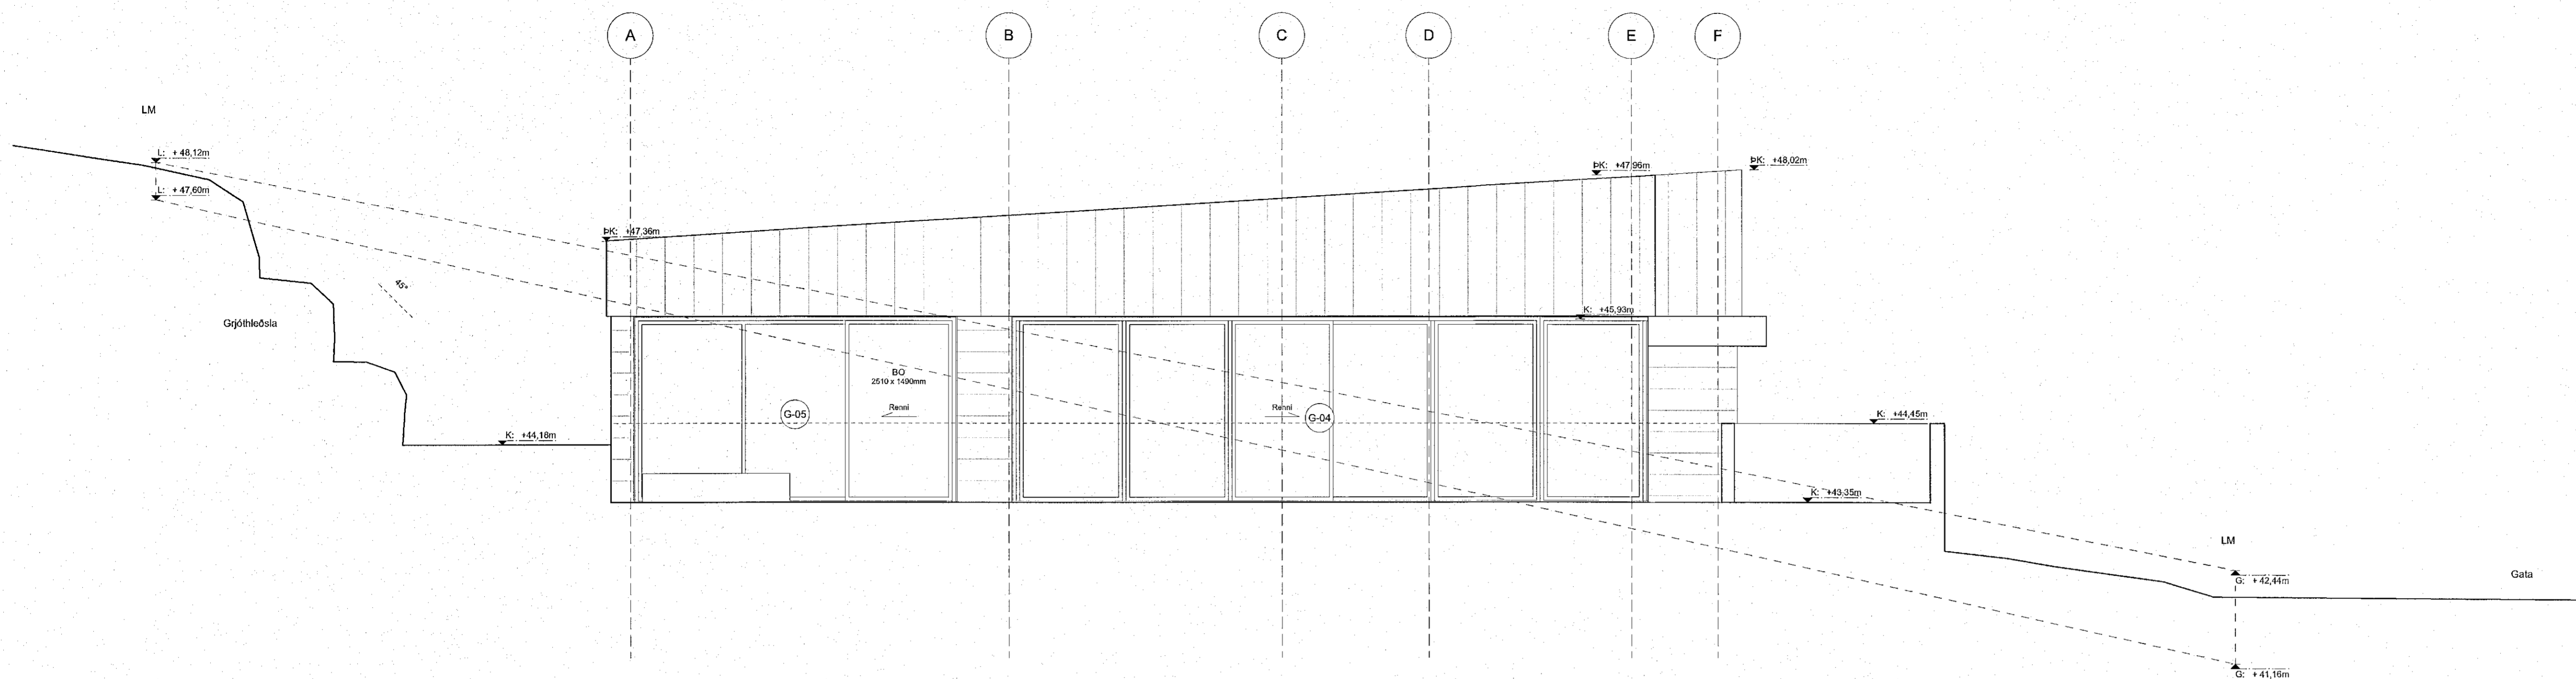 A
B
C
D
E
F
LM
L: + 48,12m
L: + 47,60m
ÞK: +47,36m
ÞK: +47,96m
ÞK: +48,02m
45°
Grjóthleðsla
K: +45,93m
BO
2510 x 1490mm
Renni
G-05
Renni
G-04
K: +44,18m
K: +44,45m
K: +43,35m
LM
G: + 42,44m
Gata
G: + 41,16m